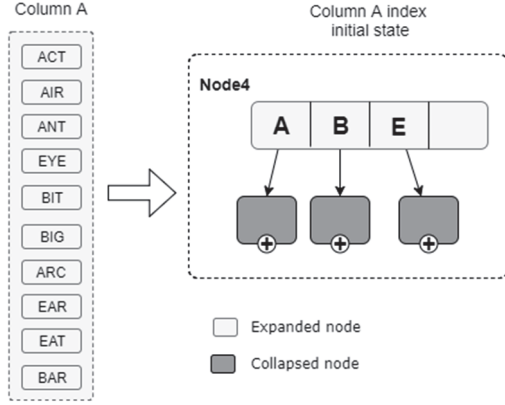 Column A
ACT
AIR
ANT
EYE
BIT
BIG
ARC
EAR
EAT
BAR
Column A index
initial state
Node4
A B E
Expanded node
Collapsed node